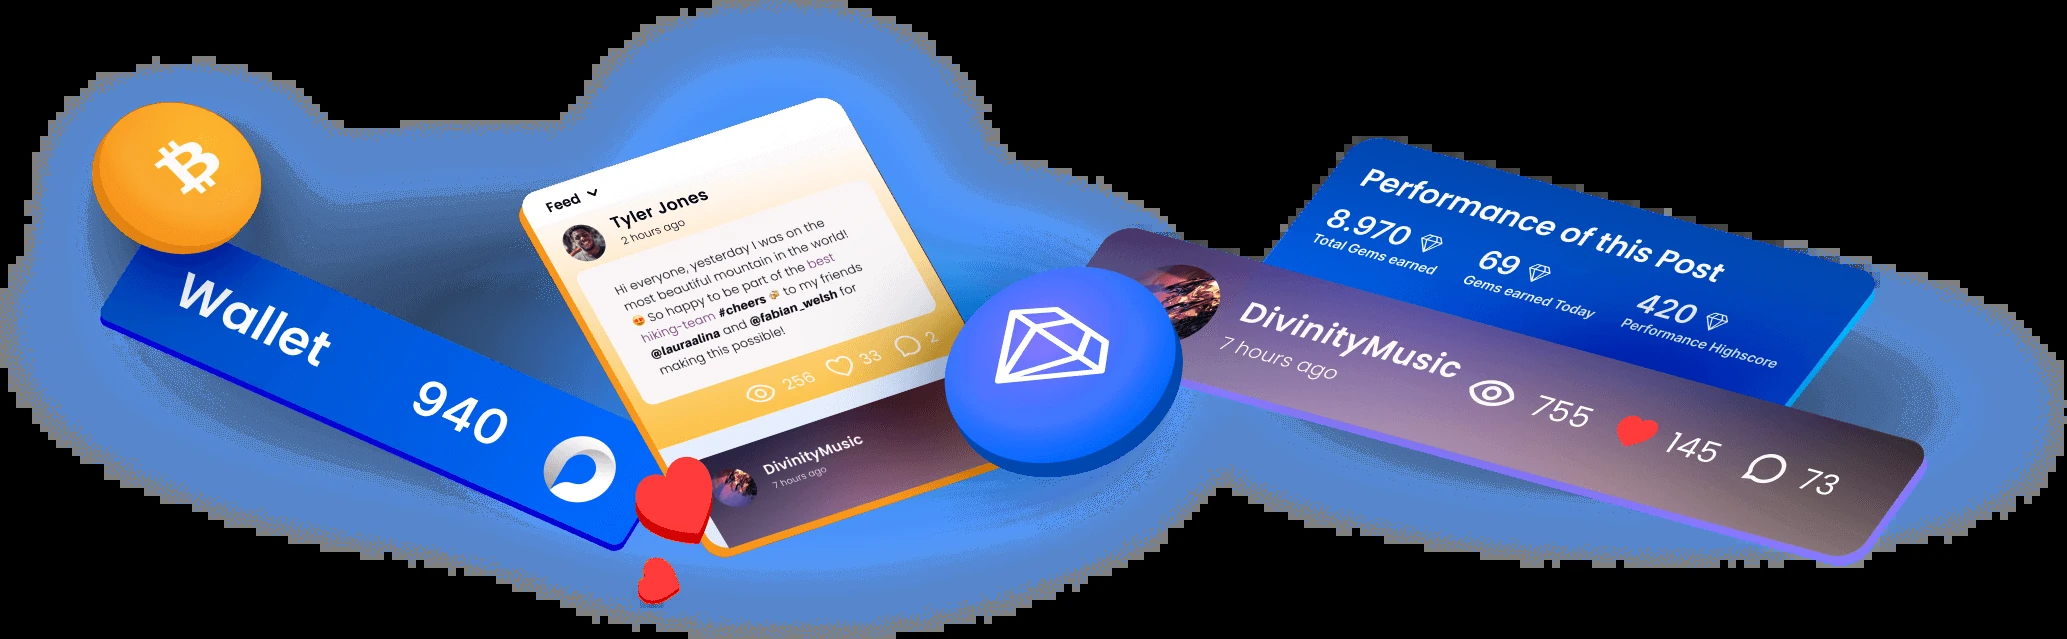 Wallet
940
Feed
Tyler Jones
2 hours ago
Hi everyone, yesterday I was on the
most beautiful mountain in the world!
😍 So happy to be part of the best
hiking-team #cheers 🍻 to my friends
@lauraalina and @fabian_welsh for
making this possible!
256 33 2
DivinityMusic
7 hours ago
Performance of this Post
8.970
Total Gems earned
69
Gems earned Today
420
Performance Highscore
DivinityMusic
7 hours ago
755 145 73